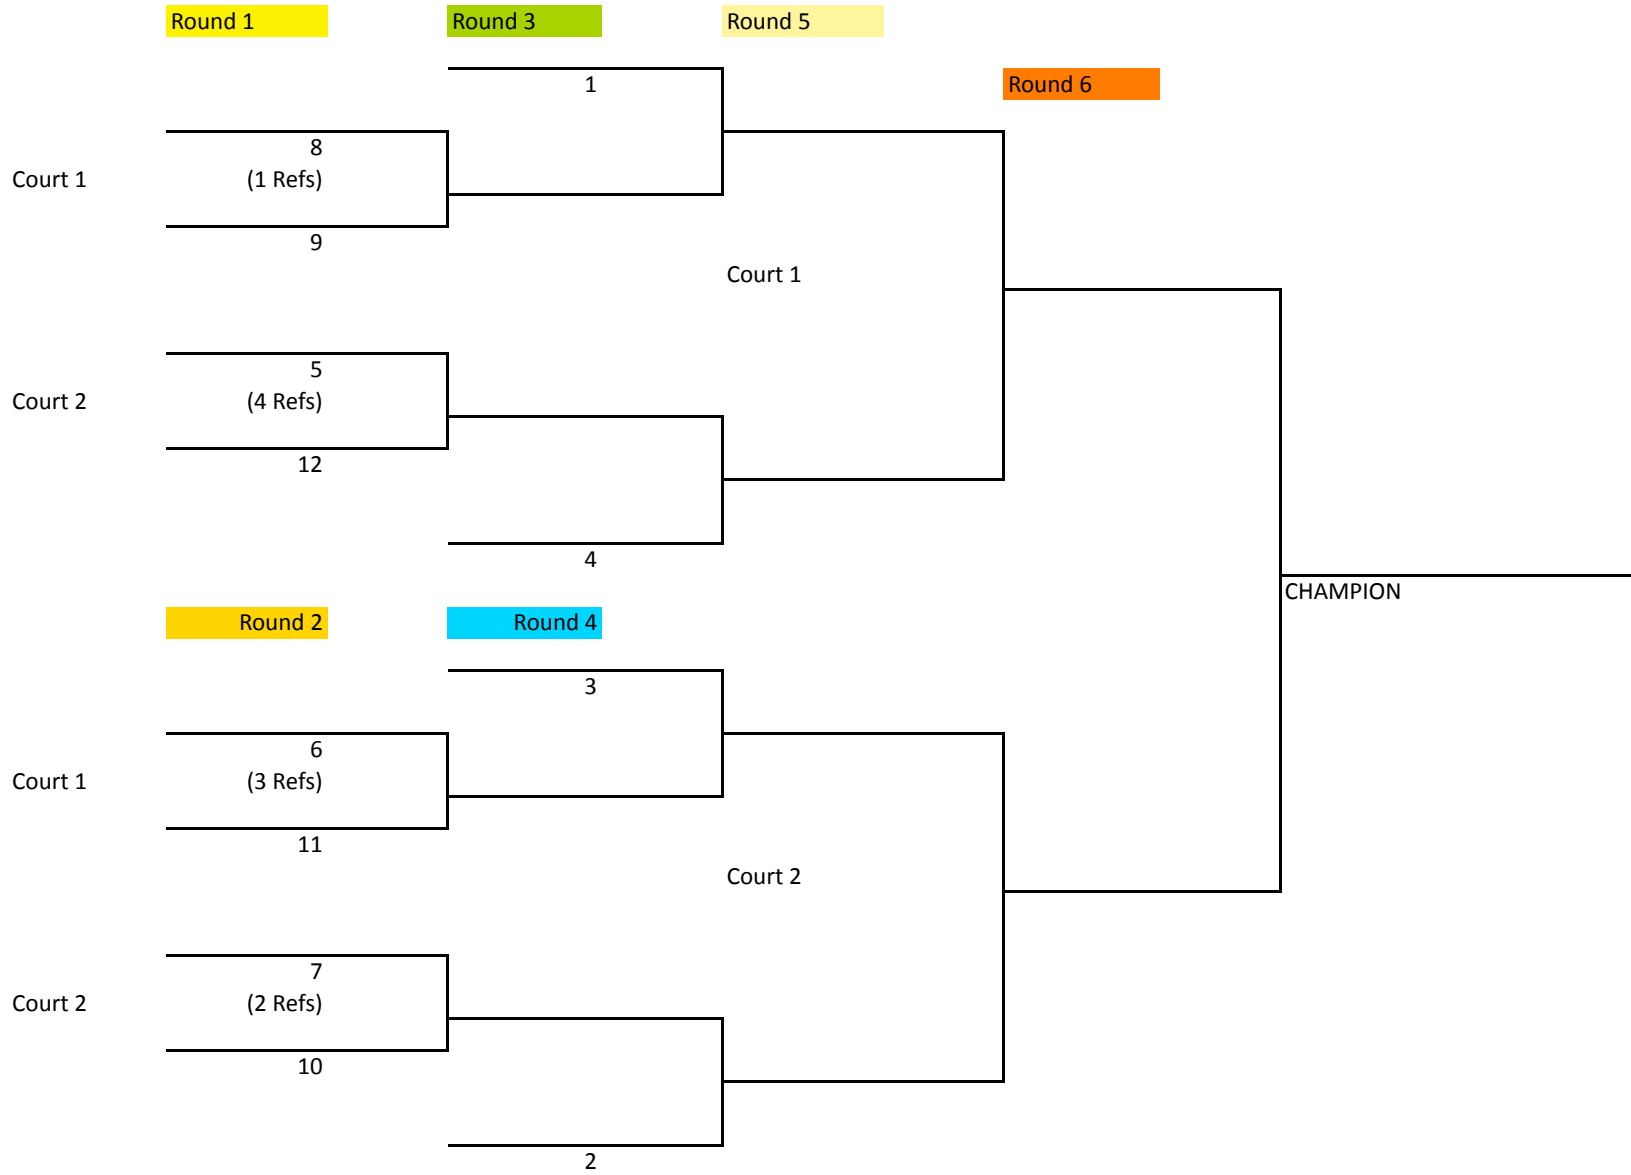 Round 1
Round 3
Round 5
1
Round 6
8
Court 1
(1 Refs)
9
Court 1
5
Court 2
(4 Refs)
12
4
CHAMPION
Round 2
Round 4
3
6
Court 1
(3 Refs)
11
Court 2
7
Court 2
(2 Refs)
10
2